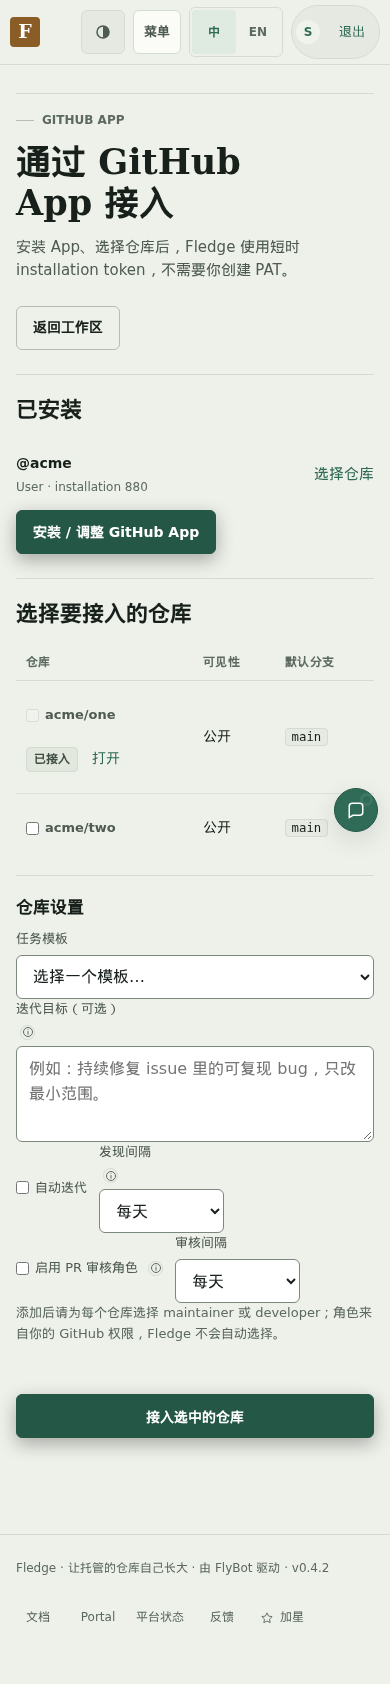 F
菜单
中
EN
S
退出
GITHUB APP
通过 GitHub
App 接入
安装 App、选择仓库后，Fledge 使用短时
installation token，不需要你创建 PAT。
返回工作区
已安装
@acme
User · installation 880
选择仓库
安装 / 调整 GitHub App
选择要接入的仓库
仓库 可见性 默认分支
acme/one
已接入 打开
公开
main
acme/two 公开 main
仓库设置
任务模板
选择一个模板...
迭代目标（可选）
例如：持续修复 issue 里的可复现 bug，只改
最小范围。
自动迭代
发现间隔
每天
启用 PR 审核角色
审核间隔
每天
添加后请为每个仓库选择 maintainer 或 developer；角色来
自你的 GitHub 权限，Fledge 不会自动选择。
接入选中的仓库
Fledge · 让托管的仓库自己长大 · 由 FlyBot 驱动 · v0.4.2
文档 Portal 平台状态 反馈 加星